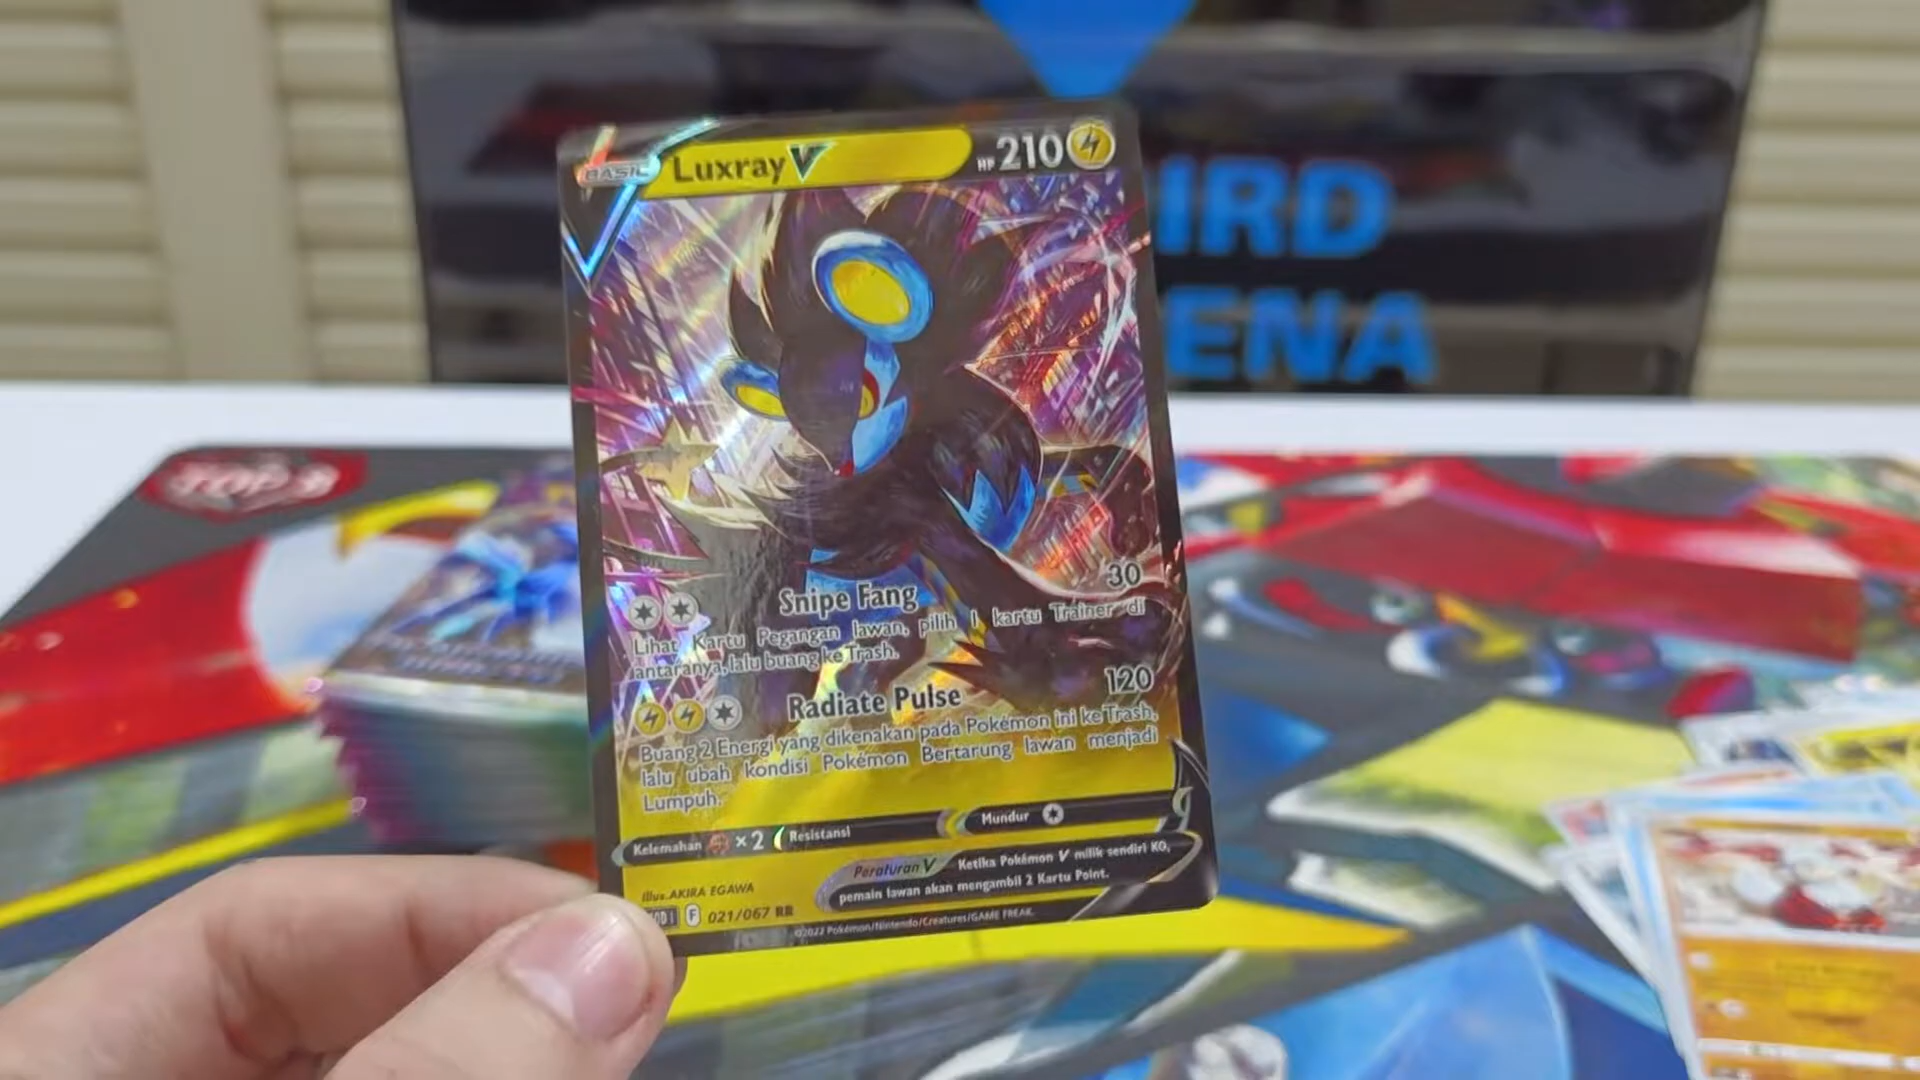 BASIC
Luxray V
HP 210
IRD
ENA
TOP 3
Snipe Fang 30
Lihat Kartu Pegangan lawan, pilih 1 kartu Trainer di
antaranya, lalu buang ke Trash.
Radiate Pulse 120
Buang 2 Energi yang dikenakan pada Pokémon ini ke Trash,
lalu ubah kondisi Pokémon Bertarung lawan menjadi
Lumpuh.
Kelemahan ×2 Resistansi Mundur
Peraturan V Ketika Pokémon V milik sendiri KO,
pemain lawan akan mengambil 2 Kartu Point.
Illus. AKIRA EGAWA
F 021/067 RR
©2022 Pokémon/Nintendo/Creatures/GAME FREAK.